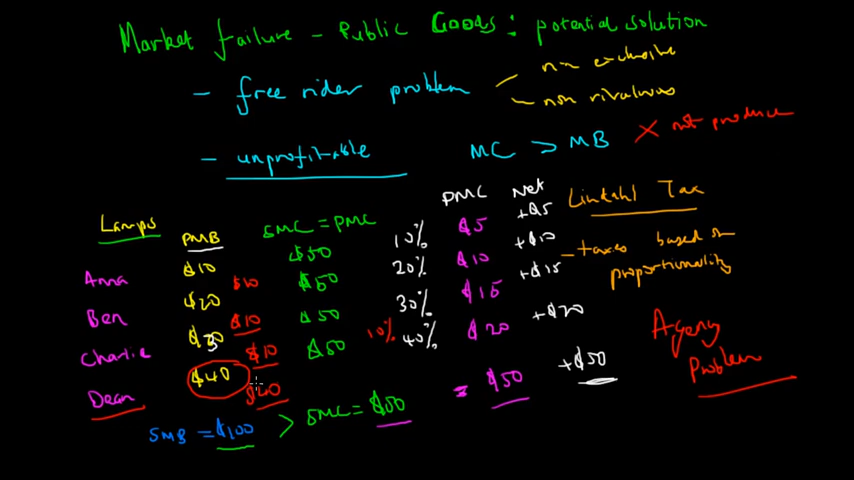 Market failure - Public Goods: potential solution
- free rider problem
non exclusive
non rivalrous
- unprofitable
MC > MB
X not produce
Lamps
PMB
SMC = PMC
PMC
Net
Lindahl Tax
- taxes based on
proportionality
Agency
Problem
Anna
$10
$10
$50
10%
$5
+$5
Ben
$20
$10
$50
20%
$10
+$10
Charlie
$30
$10
$50
30%
$15
+$15
Dean
$40
$50
10%
40%
$20
+$20
SMB = $100 > SMC = $50
= $50
+$50